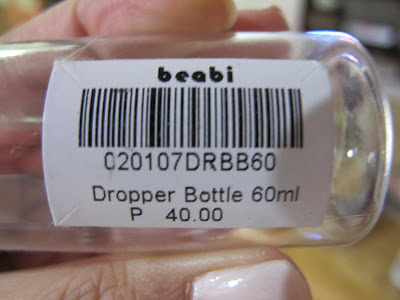 beabi
020107DRBB60
Dropper Bottle 60ml
P 40.00